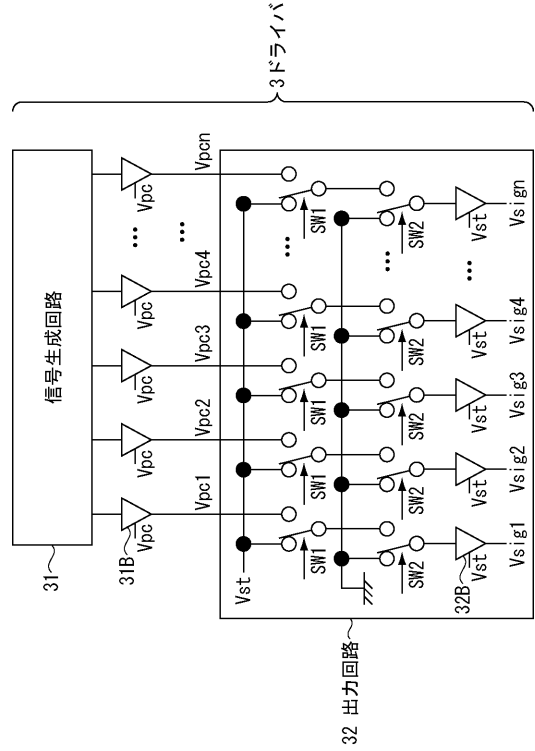 3 ドライバ
信号生成回路
31
31B
Vpc
Vpc
Vpc
Vpc
Vpc
Vpc1
Vpc2
Vpc3
Vpc4
Vpcn
Vst
SW1
SW1
SW1
SW1
SW1
SW2
SW2
SW2
SW2
SW2
32B
Vst
Vst
Vst
Vst
Vst
Vsig1
Vsig2
Vsig3
Vsig4
Vsign
32 出力回路